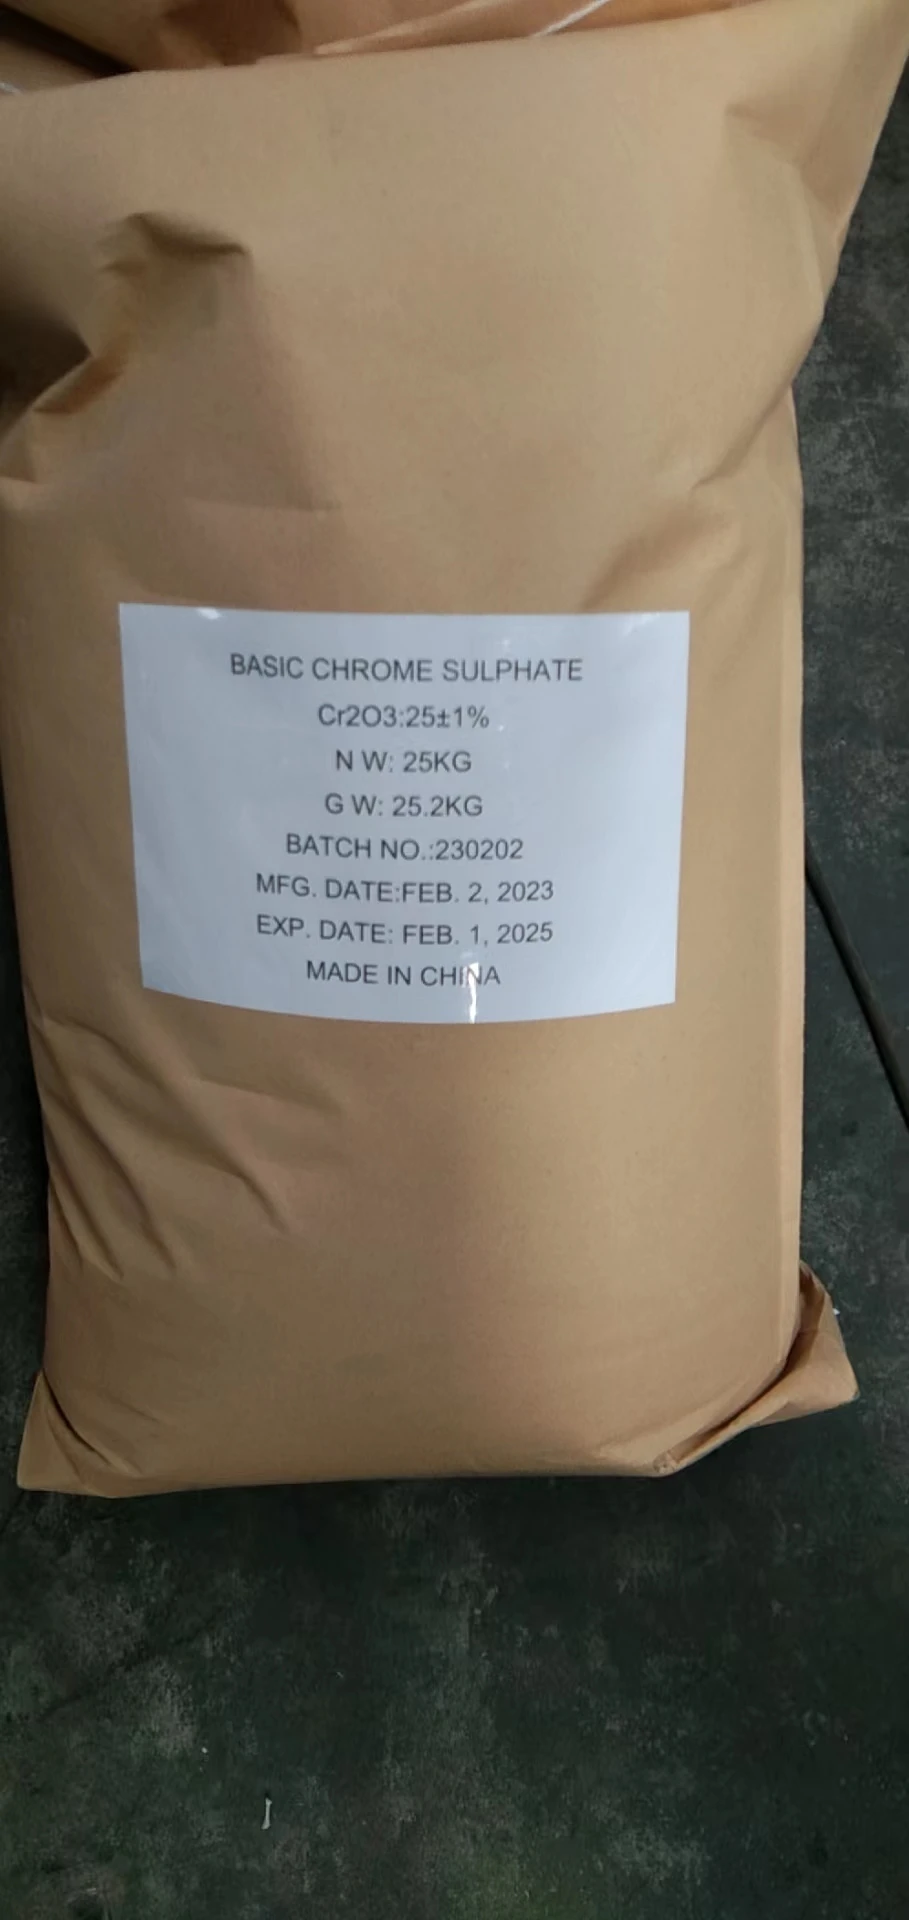 BASIC CHROME SULPHATE
Cr2O3:25±1%
N W: 25KG
G W: 25.2KG
BATCH NO.:230202
MFG. DATE:FEB. 2, 2023
EXP. DATE: FEB. 1, 2025
MADE IN CHINA